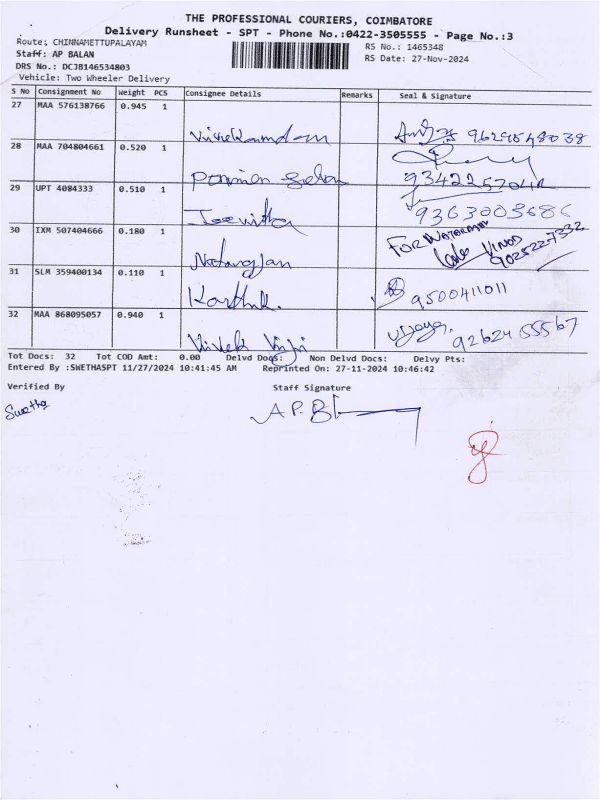 THE PROFESSIONAL COURIERS, COIMBATORE
Delivery Runsheet - SPT - Phone No.:0422-3505555 - Page No.:3
Route: CHINNAMETTUPALAYAM
RS No.: 1465348
Staff: AP BALAN
RS Date: 27-Nov-2024
DRS No.: DCJB146534803
Vehicle: Two Wheeler Delivery
S No Consignment No Weight PCS Consignee Details Remarks Seal & Signature
27 MAA 576138766 0.945 1
28 MAA 704804661 0.520 1
29 UPT 4084333 0.510 1
Jeevitha 9363003686
30 IXM 507404666 0.180 1
FOR WATERMAN
VINOD
Natarajan 9025227332
31 SLM 359400134 0.110 1
Karthik. 9500411011
32 MAA 868095057 0.940 1
Vivek Viji Vijaya. 9262455567
Tot Docs: 32 Tot COD Amt: 0.00 Delvd Docs: Non Delvd Docs: Delvy Pts:
Entered By :SWETHASPT 11/27/2024 10:41:45 AM Reprinted On: 27-11-2024 10:46:42
Verified By Staff Signature
Swetha A.P.